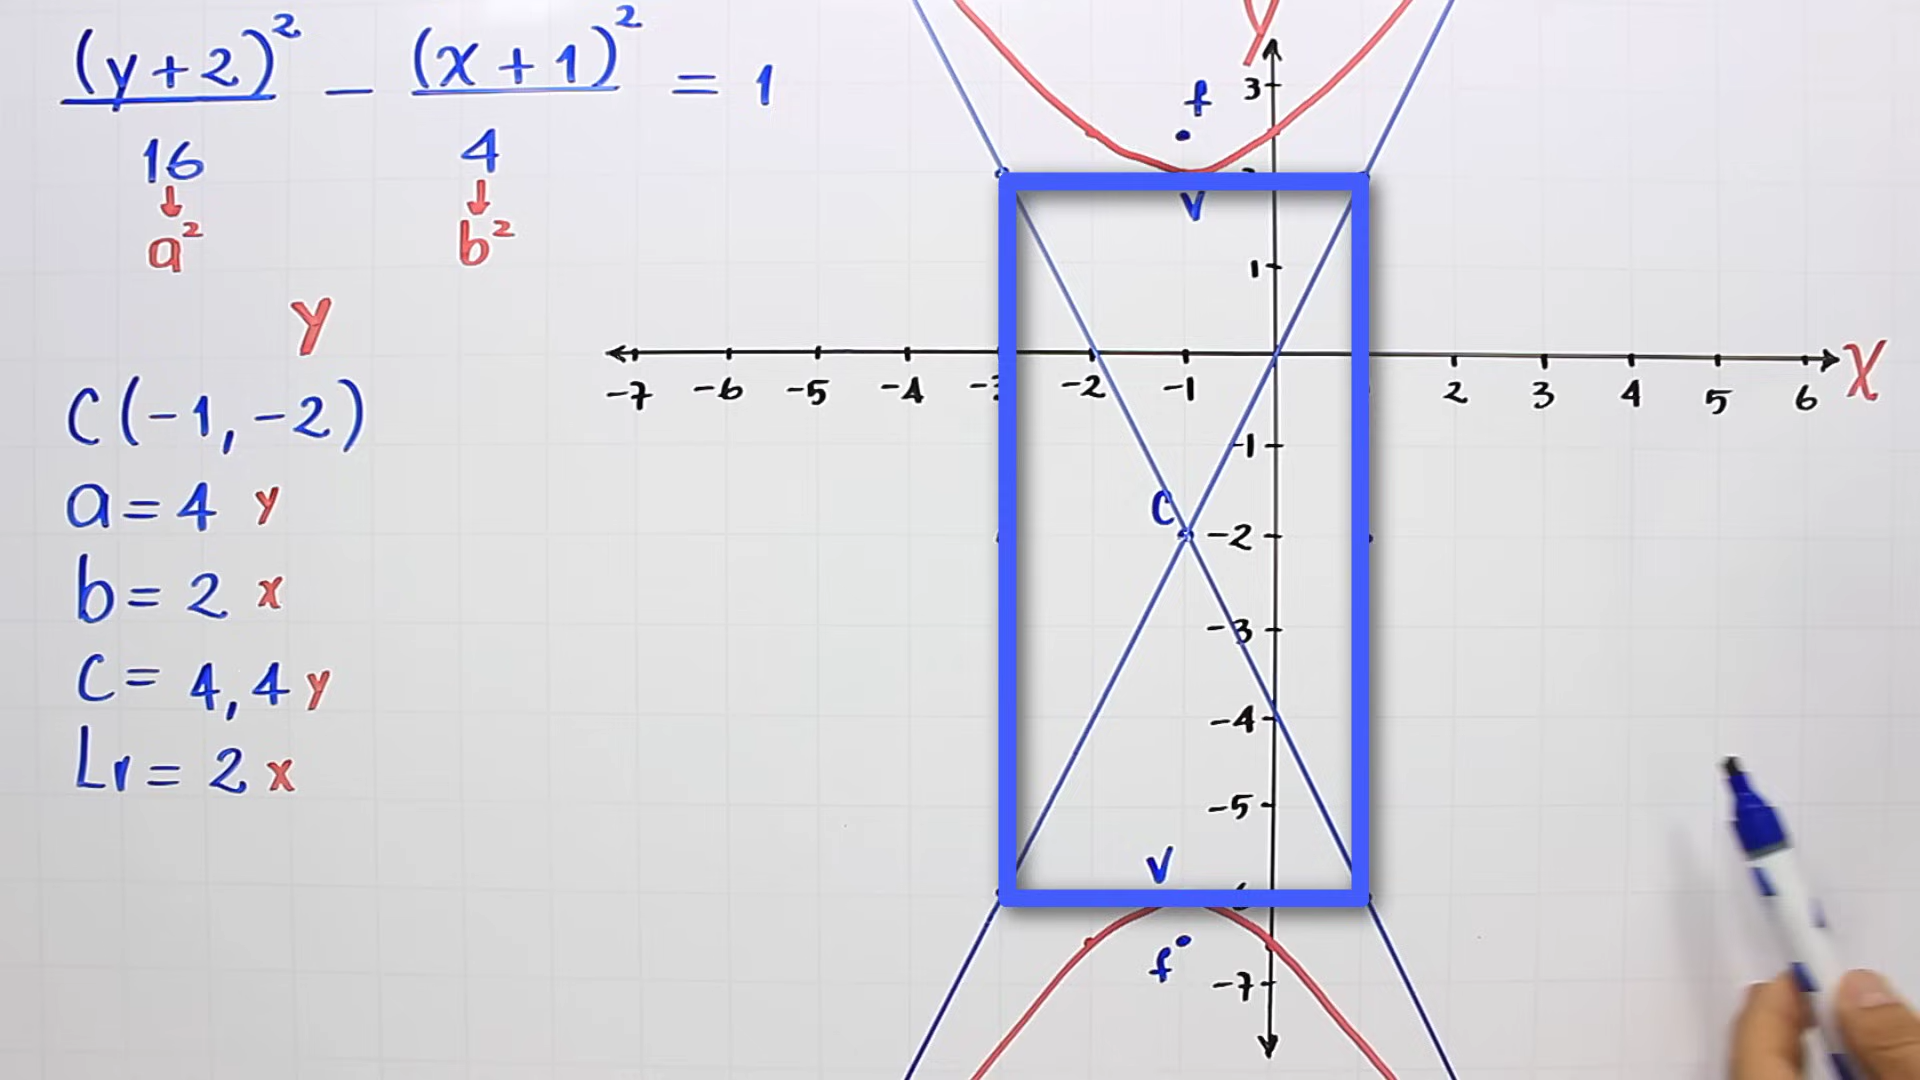 (y+2)² − (x+1)² = 1
16 4
a² b²
y
C(-1,-2)
a = 4 y
b = 2 x
C = 4,4 y
Lr = 2 x
y
3
f
V
1
-7 -6 -5 -4 -2 -1 2 3 4 5 6 X
-1
C
-2
-3
-4
-5
V
f
-7